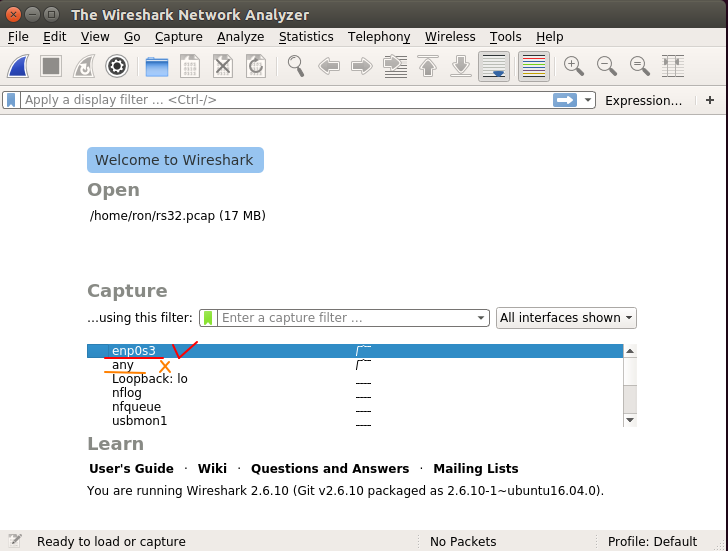 The Wireshark Network Analyzer
File Edit View Go Capture Analyze Statistics Telephony Wireless Tools Help
Apply a display filter ... <Ctrl-/> Expression... +
Welcome to Wireshark
Open
/home/ron/rs32.pcap (17 MB)
Capture
...using this filter: Enter a capture filter ... All interfaces shown
enp0s3
any
Loopback: lo
nflog
nfqueue
usbmon1
Learn
User's Guide · Wiki · Questions and Answers · Mailing Lists
You are running Wireshark 2.6.10 (Git v2.6.10 packaged as 2.6.10-1~ubuntu16.04.0).
Ready to load or capture No Packets Profile: Default